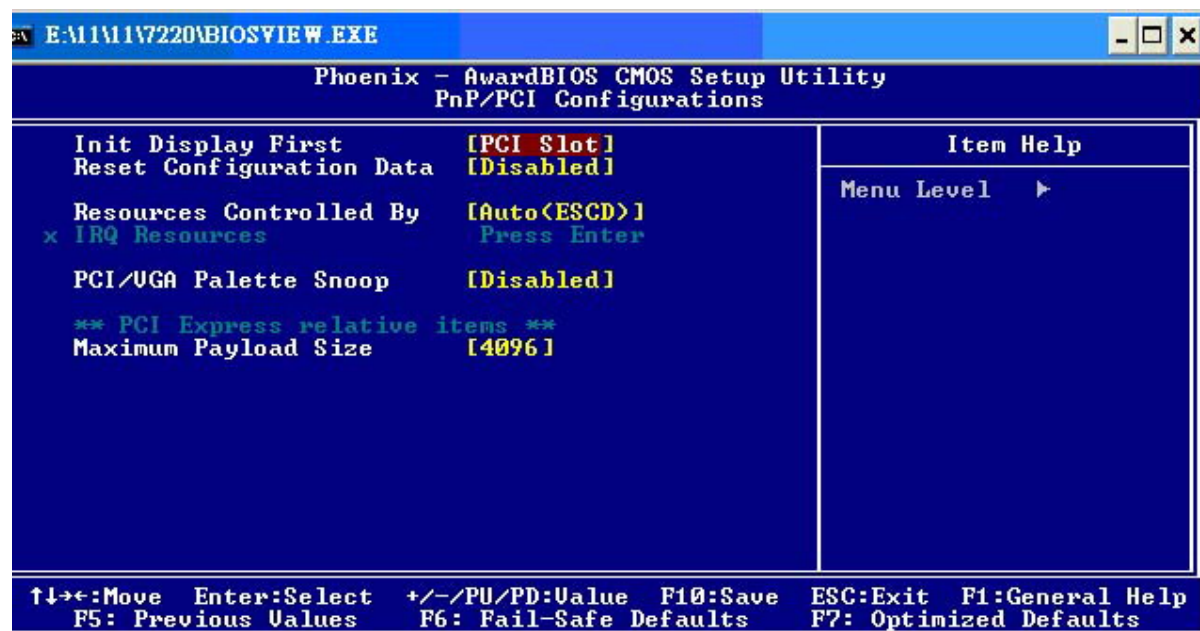 E:\11\11\7220\BIOSVIEW.EXE
Phoenix - AwardBIOS CMOS Setup Utility
PnP/PCI Configurations
Init Display First [PCI Slot]
Reset Configuration Data [Disabled]
Resources Controlled By [Auto(ESCD)]
x IRQ Resources Press Enter
PCI/VGA Palette Snoop [Disabled]
** PCI Express relative items **
Maximum Payload Size [4096]
Item Help
Menu Level ►
↑↓→←:Move Enter:Select +/-/PU/PD:Value F10:Save ESC:Exit F1:General Help
F5: Previous Values F6: Fail-Safe Defaults F7: Optimized Defaults